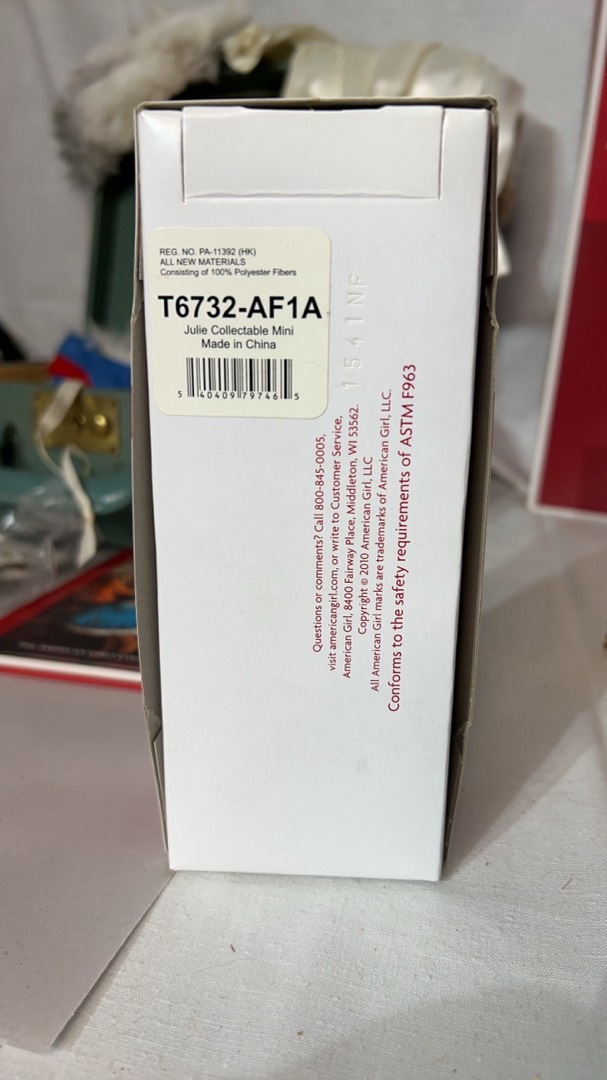 REG. NO. PA-11392 (HK)
ALL NEW MATERIALS
Consisting of 100% Polyester Fibers
T6732-AF1A
Julie Collectable Mini
Made in China
5 40409 79746 5
1541NF
Questions or comments? Call 800-845-0005,
visit americangirl.com, or write to Customer Service,
American Girl, 8400 Fairway Place, Middleton, WI 53562.
Copyright © 2010 American Girl, LLC
All American Girl marks are trademarks of American Girl, LLC.
Conforms to the safety requirements of ASTM F963